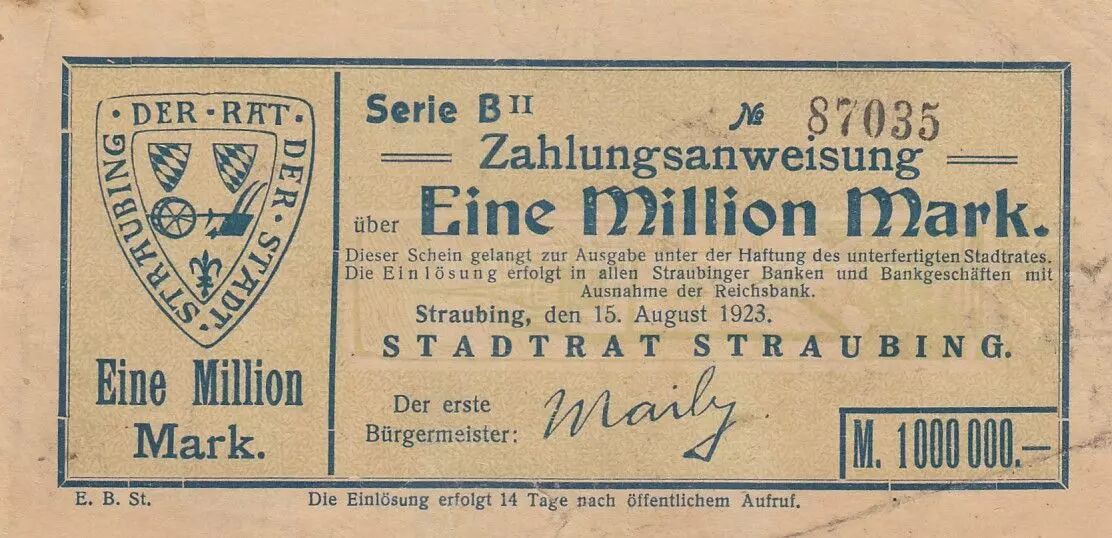 · DER · RAT · DER · STADT · STRAUBING
Eine Million
Mark.
Serie B II
№ 87035
Zahlungsanweisung
über Eine Million Mark.
Dieser Schein gelangt zur Ausgabe unter der Haftung des unterfertigten Stadtrates.
Die Einlösung erfolgt in allen Straubinger Banken und Bankgeschäften mit
Ausnahme der Reichsbank.
Straubing, den 15. August 1923.
STADTRAT STRAUBING.
Der erste
Bürgermeister:
M. 1000000.—
E. B. St.
Die Einlösung erfolgt 14 Tage nach öffentlichem Aufruf.